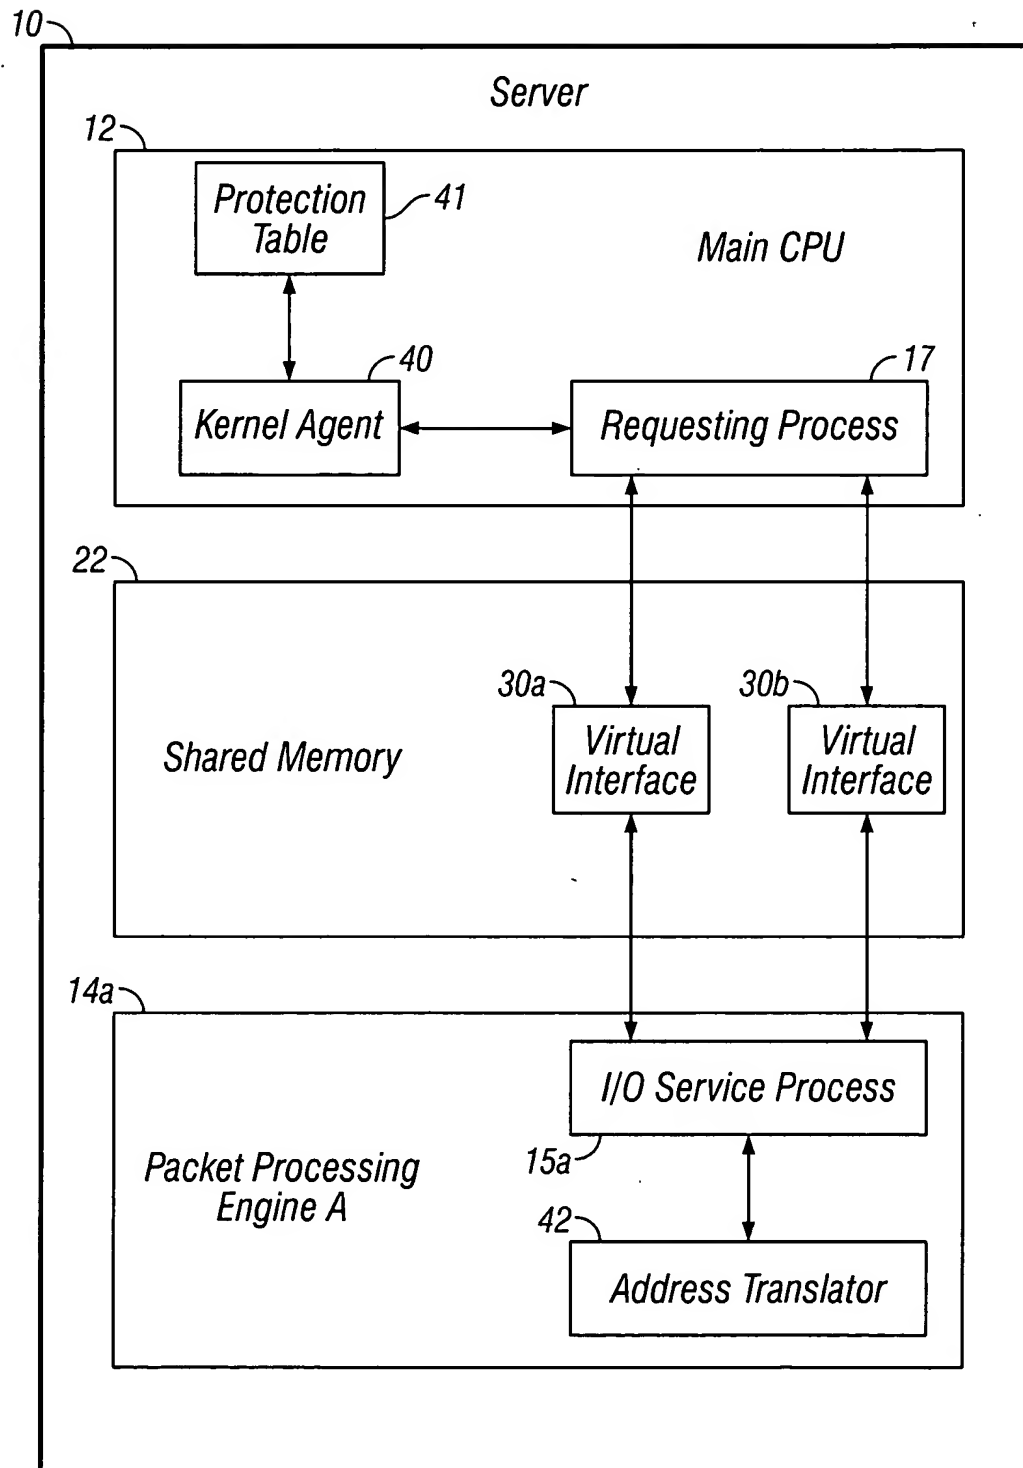 10
Server
12
Protection
Table
41
Main CPU
40
Kernel Agent
17
Requesting Process
22
30a
Virtual
Interface
30b
Virtual
Interface
Shared Memory
14a
I/O Service Process
15a
Packet Processing
Engine A
42
Address Translator